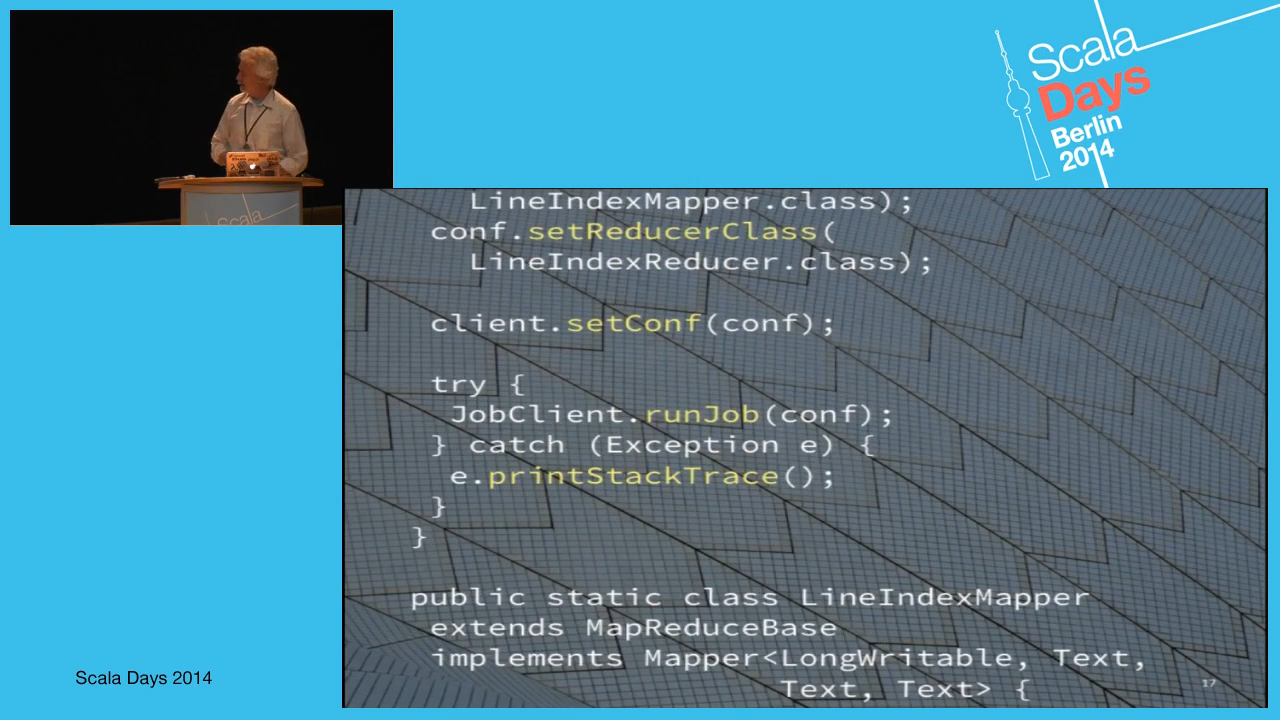 Scala
Days
Berlin
2014
Scala
LineIndexMapper.class);
conf.setReducerClass(
LineIndexReducer.class);
client.setConf(conf);
try {
JobClient.runJob(conf);
} catch (Exception e) {
e.printStackTrace();
}
}
public static class LineIndexMapper
extends MapReduceBase
implements Mapper<LongWritable, Text,
Text, Text> {
17
Scala Days 2014